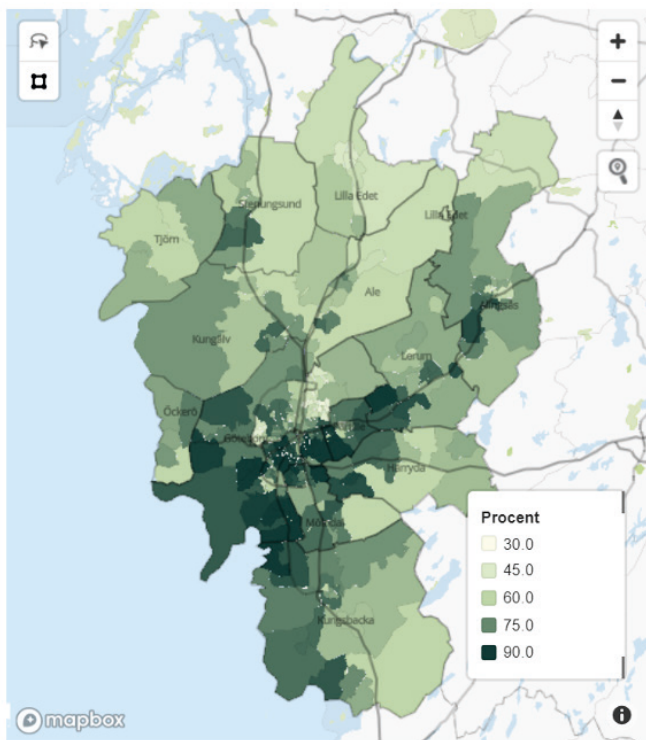 +
−
Stenungsund
Lilla Edet
Lilla Edet
Tjörn
Ale
Alingsås
Kungälv
Lerum
Öckerö
Göteborg
Partille
Härryda
Mölndal
Kungsbacka
Procent
30.0
45.0
60.0
75.0
90.0
mapbox
i